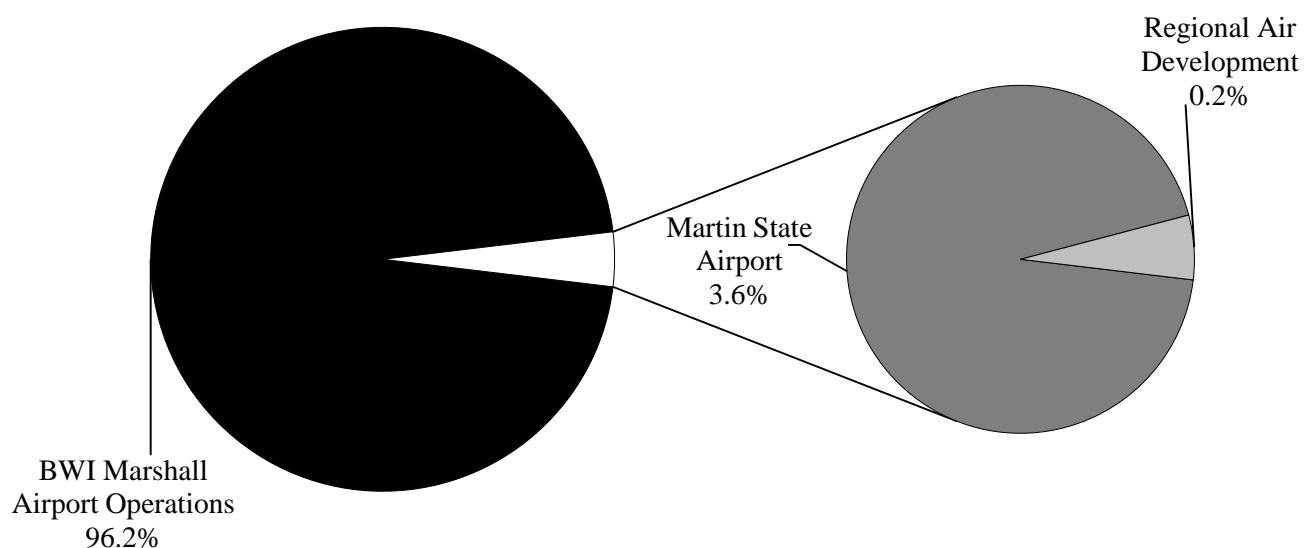 Regional Air
Development
0.2%
Martin State
Airport
3.6%
BWI Marshall
Airport Operations
96.2%